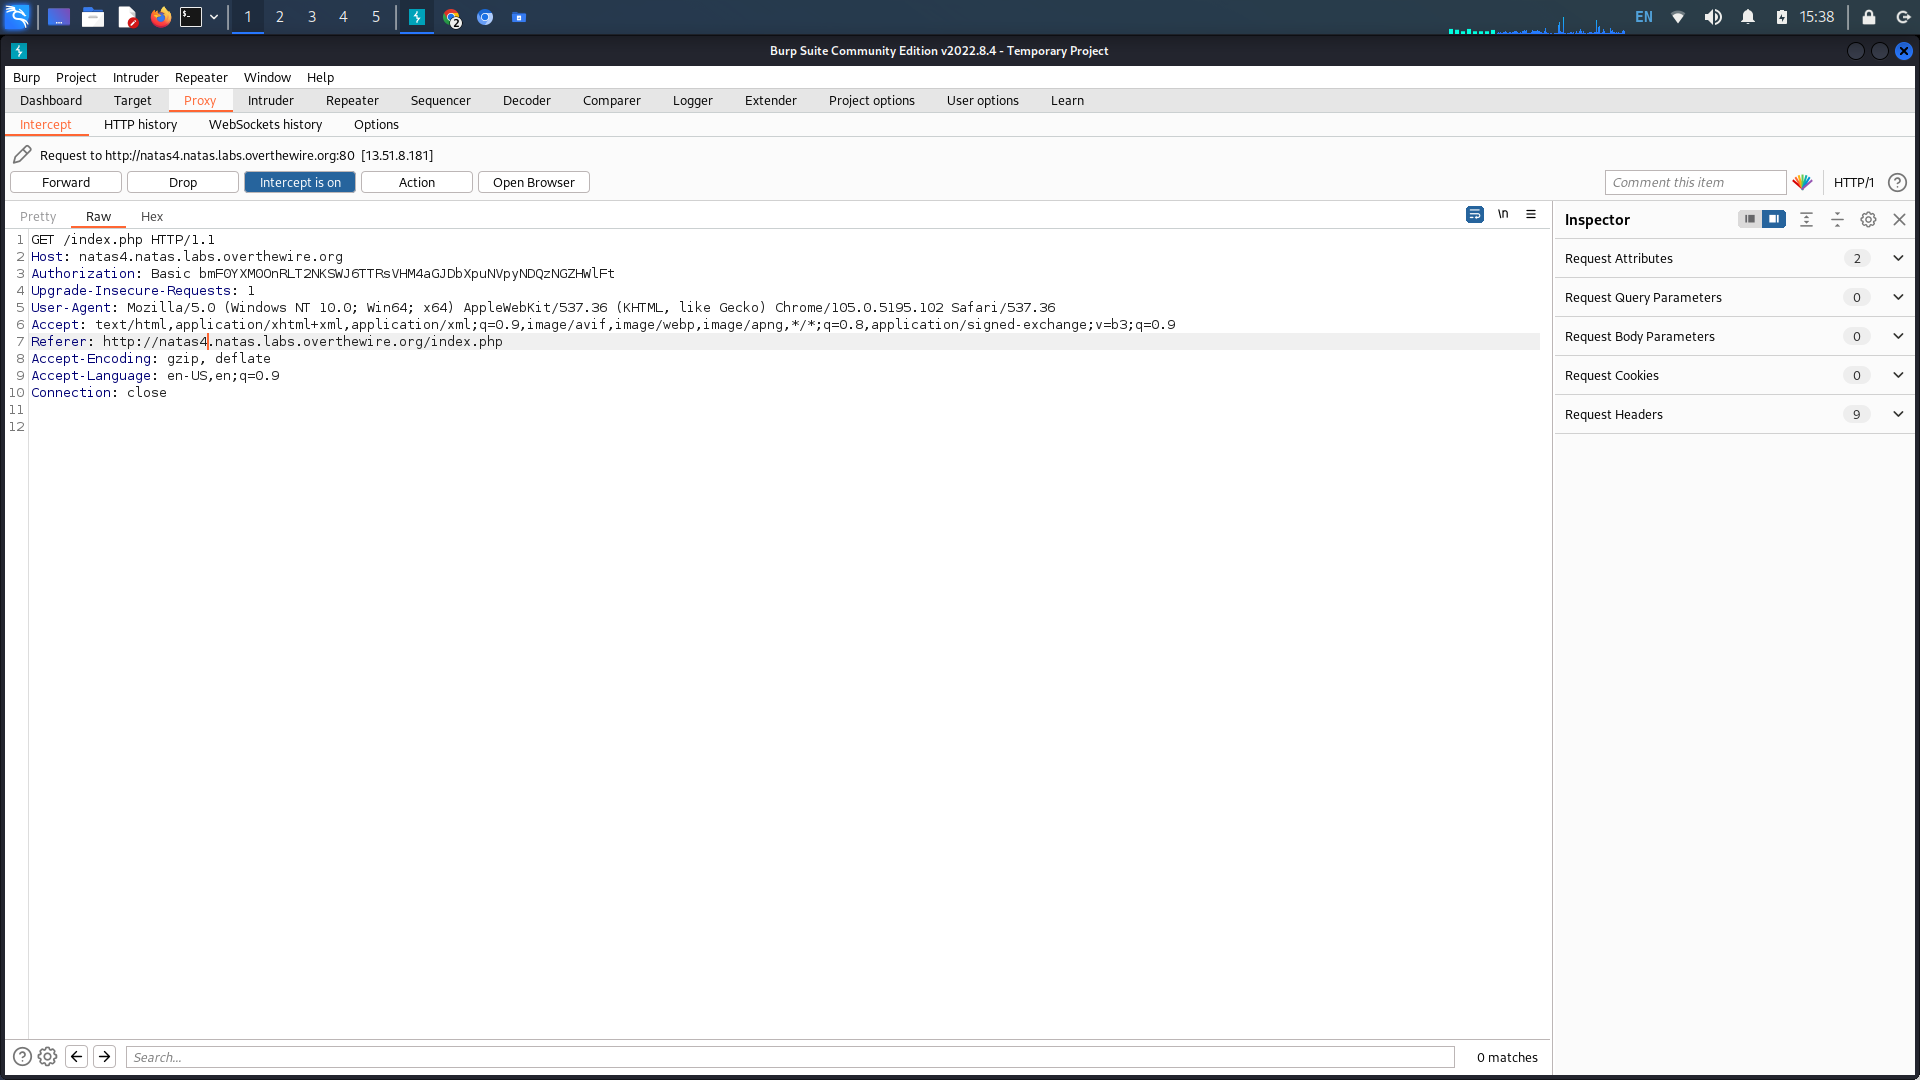 1 2 3 4 5 2 EN 15:38
Burp Suite Community Edition v2022.8.4 - Temporary Project
Burp Project Intruder Repeater Window Help
Dashboard Target Proxy Intruder Repeater Sequencer Decoder Comparer Logger Extender Project options User options Learn
Intercept HTTP history WebSockets history Options
Request to http://natas4.natas.labs.overthewire.org:80 [13.51.8.181]
Forward Drop Intercept is on Action Open Browser Comment this item HTTP/1 ?
Pretty Raw Hex \n
1 GET /index.php HTTP/1.1
2 Host: natas4.natas.labs.overthewire.org
3 Authorization: Basic bmF0YXM0OnRLT2NKSWJ6TTRsVHM4aGJDbXpuNVpyNDQzNGZHWlFt
4 Upgrade-Insecure-Requests: 1
5 User-Agent: Mozilla/5.0 (Windows NT 10.0; Win64; x64) AppleWebKit/537.36 (KHTML, like Gecko) Chrome/105.0.5195.102 Safari/537.36
6 Accept: text/html,application/xhtml+xml,application/xml;q=0.9,image/avif,image/webp,image/apng,*/*;q=0.8,application/signed-exchange;v=b3;q=0.9
7 Referer: http://natas4.natas.labs.overthewire.org/index.php
8 Accept-Encoding: gzip, deflate
9 Accept-Language: en-US,en;q=0.9
10 Connection: close
11
12
Inspector
Request Attributes 2
Request Query Parameters 0
Request Body Parameters 0
Request Cookies 0
Request Headers 9
? Search... 0 matches